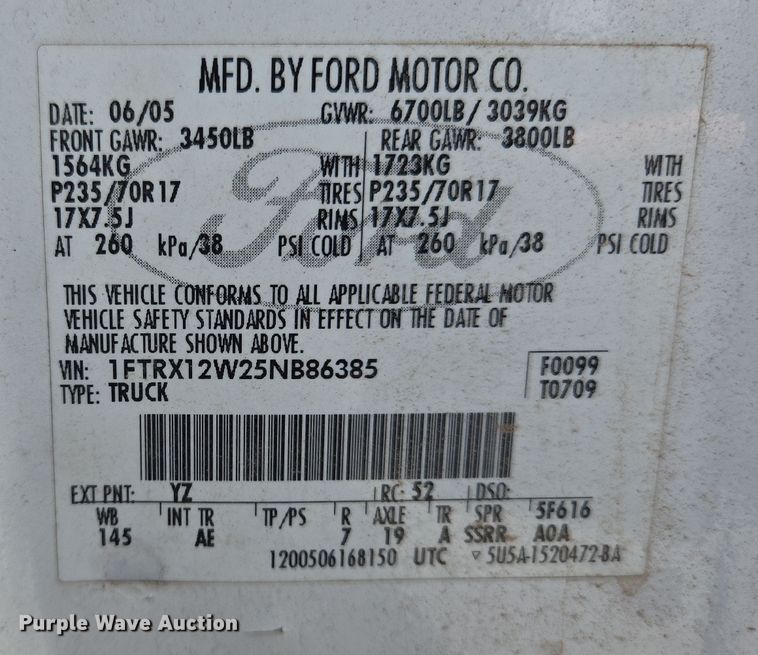 MFD. BY FORD MOTOR CO.
DATE: 06/05 GVWR: 6700LB/ 3039KG
FRONT GAWR: 3450LB REAR GAWR: 3800LB
1564KG WITH 1723KG WITH
P235/70R17 TIRES P235/70R17 TIRES
17X7.5J RIMS 17X7.5J RIMS
AT 260 kPa/38 PSI COLD AT 260 kPa/38 PSI COLD
Ford
THIS VEHICLE CONFORMS TO ALL APPLICABLE FEDERAL MOTOR
VEHICLE SAFETY STANDARDS IN EFFECT ON THE DATE OF
MANUFACTURE SHOWN ABOVE.
VIN: 1FTRX12W25NB86385 F0099
TYPE: TRUCK T0709
EXT PNT: YZ RC: 52 DSO:
WB INT TR TP/PS R AXLE TR SPR 5F616
145 AE 7 19 A SSRR A0A
1200506168150 UTC ▿ 5U5A-1520472-BA
Purple Wave Auction